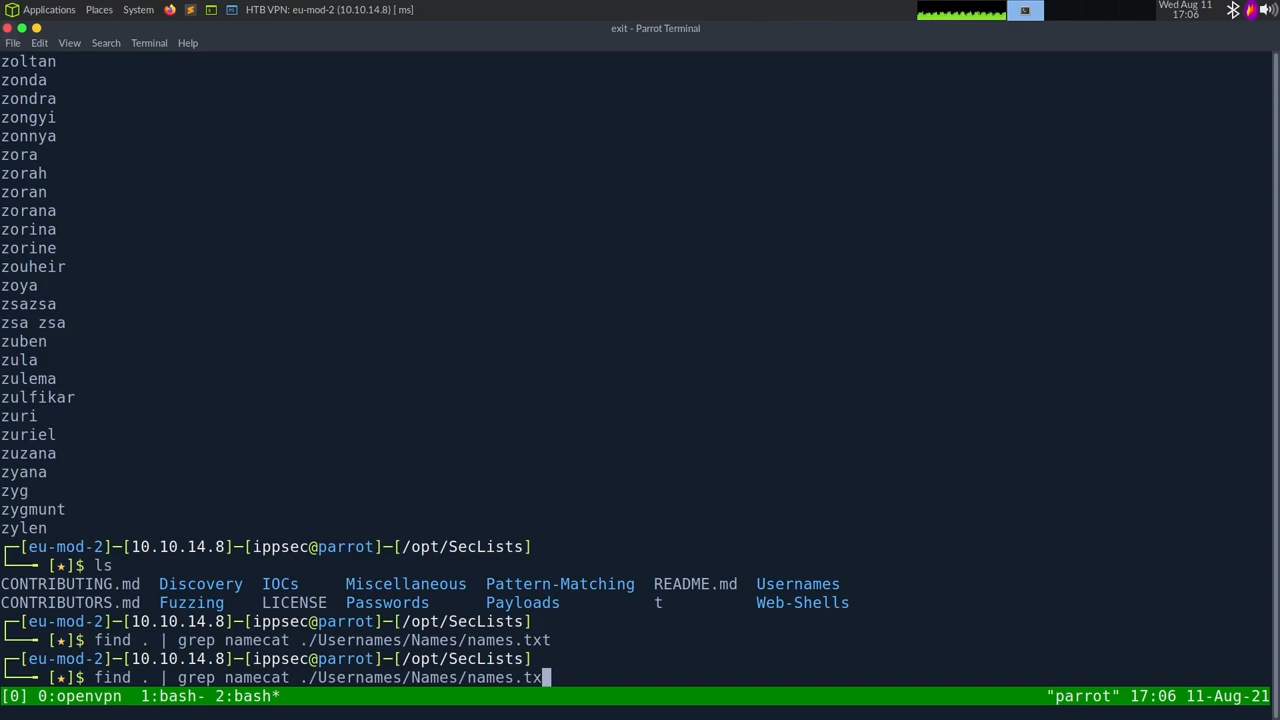 Applications Places System HTB VPN: eu-mod-2 (10.10.14.8) [ ms] Wed Aug 11
17:06
exit - Parrot Terminal
File Edit View Search Terminal Help
zoltan
zonda
zondra
zongyi
zonnya
zora
zorah
zoran
zorana
zorina
zorine
zouheir
zoya
zsazsa
zsa zsa
zuben
zula
zulema
zulfikar
zuri
zuriel
zuzana
zyana
zyg
zygmunt
zylen
┌─[eu-mod-2]─[10.10.14.8]─[ippsec@parrot]─[/opt/SecLists]
└──╼ [★]$ ls
CONTRIBUTING.md Discovery IOCs Miscellaneous Pattern-Matching README.md Usernames
CONTRIBUTORS.md Fuzzing LICENSE Passwords Payloads t Web-Shells
┌─[eu-mod-2]─[10.10.14.8]─[ippsec@parrot]─[/opt/SecLists]
└──╼ [★]$ find . | grep namecat ./Usernames/Names/names.txt
┌─[eu-mod-2]─[10.10.14.8]─[ippsec@parrot]─[/opt/SecLists]
└──╼ [★]$ find . | grep namecat ./Usernames/Names/names.tx
[0] 0:openvpn 1:bash- 2:bash* "parrot" 17:06 11-Aug-21